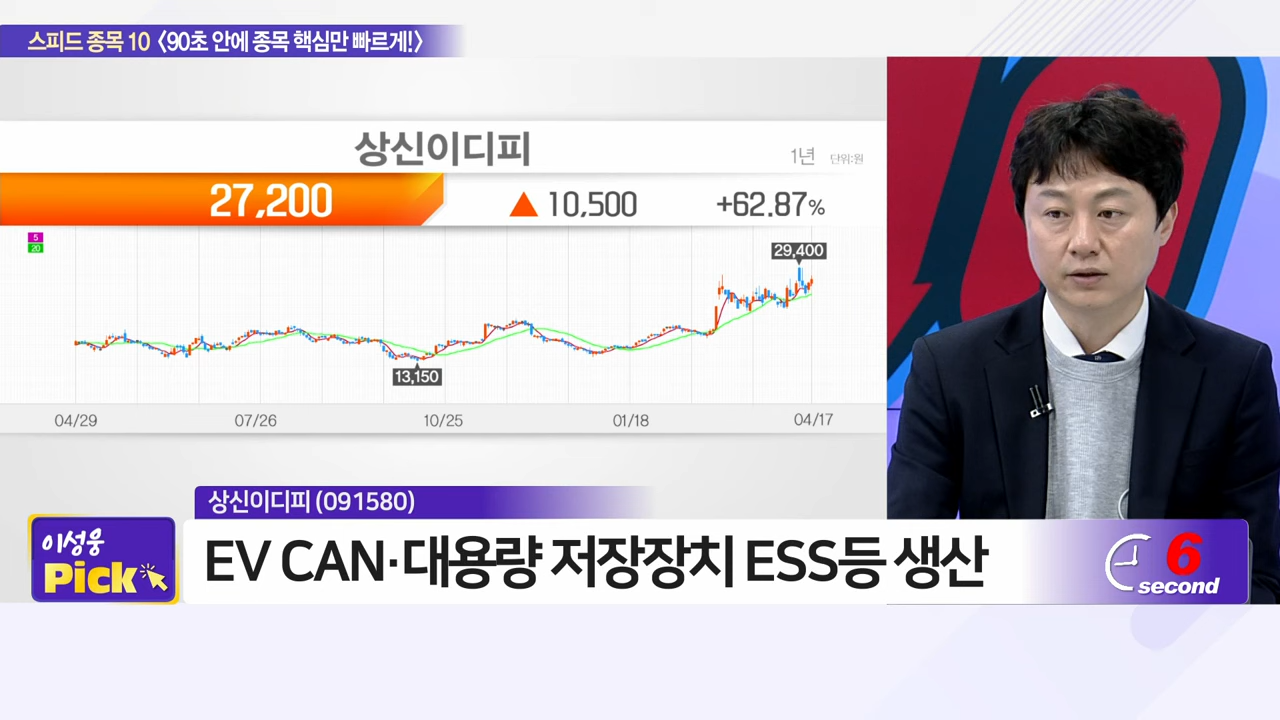 스피드 종목 10 〈90초 안에 종목 핵심만 빠르게!〉
상신이디피
1년 단위:원
27,200 ▲ 10,500 +62.87%
5
20
29,400
13,150
04/29 07/26 10/25 01/18 04/17
상신이디피 (091580)
이성웅
Pick
EV CAN·대용량 저장장치 ESS등 생산
6
second